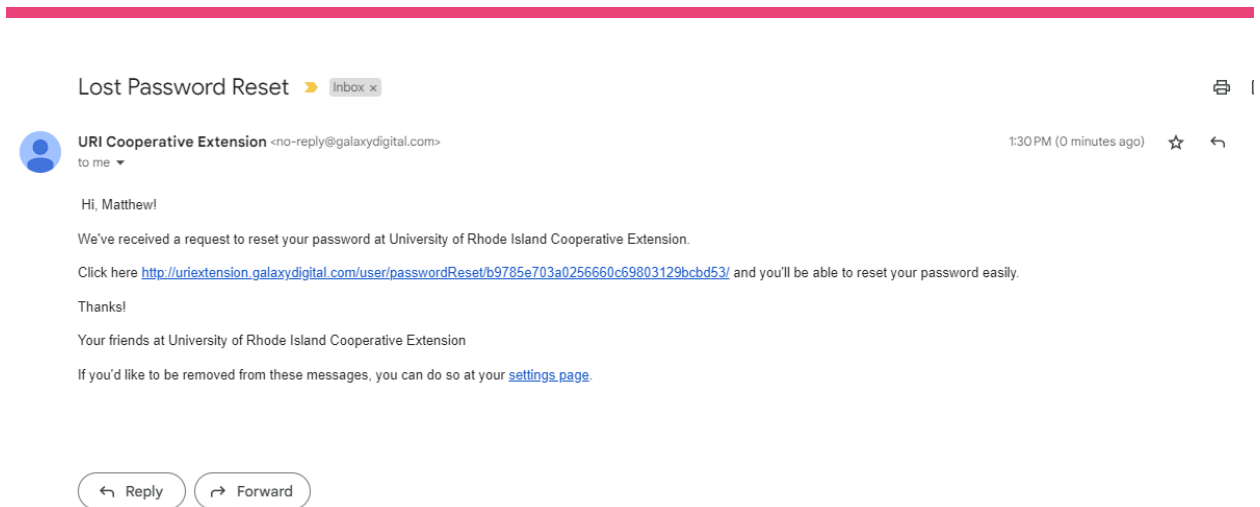 Lost Password Reset Inbox x
URI Cooperative Extension <no-reply@galaxydigital.com> 1:30 PM (0 minutes ago)
to me
Hi, Matthew!
We've received a request to reset your password at University of Rhode Island Cooperative Extension.
Click here http://uriextension.galaxydigital.com/user/passwordReset/b9785e703a0256660c69803129bcbd53/ and you'll be able to reset your password easily.
Thanks!
Your friends at University of Rhode Island Cooperative Extension
If you'd like to be removed from these messages, you can do so at your settings page.
Reply Forward